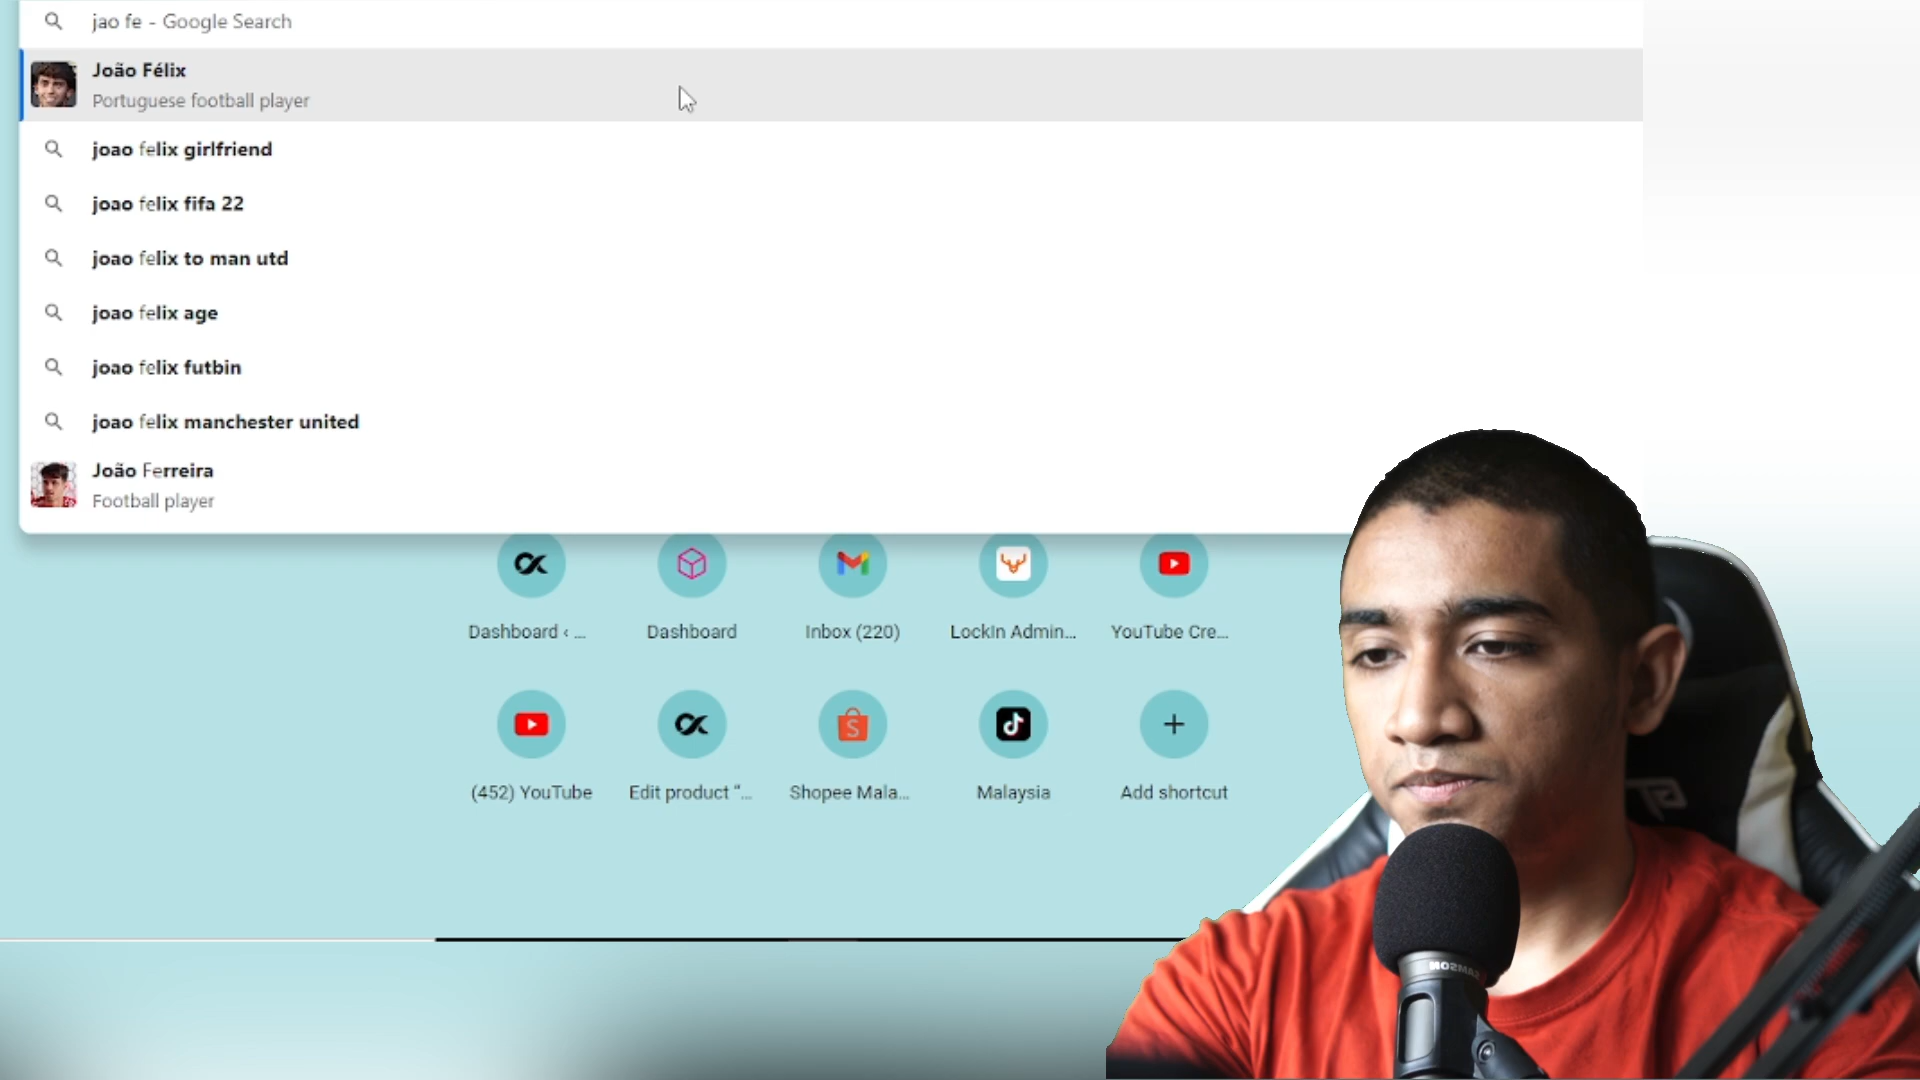 jao fe - Google Search
João Félix
Portuguese football player
joao felix girlfriend
joao felix fifa 22
joao felix to man utd
joao felix age
joao felix futbin
joao felix manchester united
João Ferreira
Football player
Dashboard ‹ ...
Dashboard
Inbox (220)
LockIn Admin...
YouTube Cre...
(452) YouTube
Edit product “...
Shopee Mala...
Malaysia
Add shortcut
SAMSON